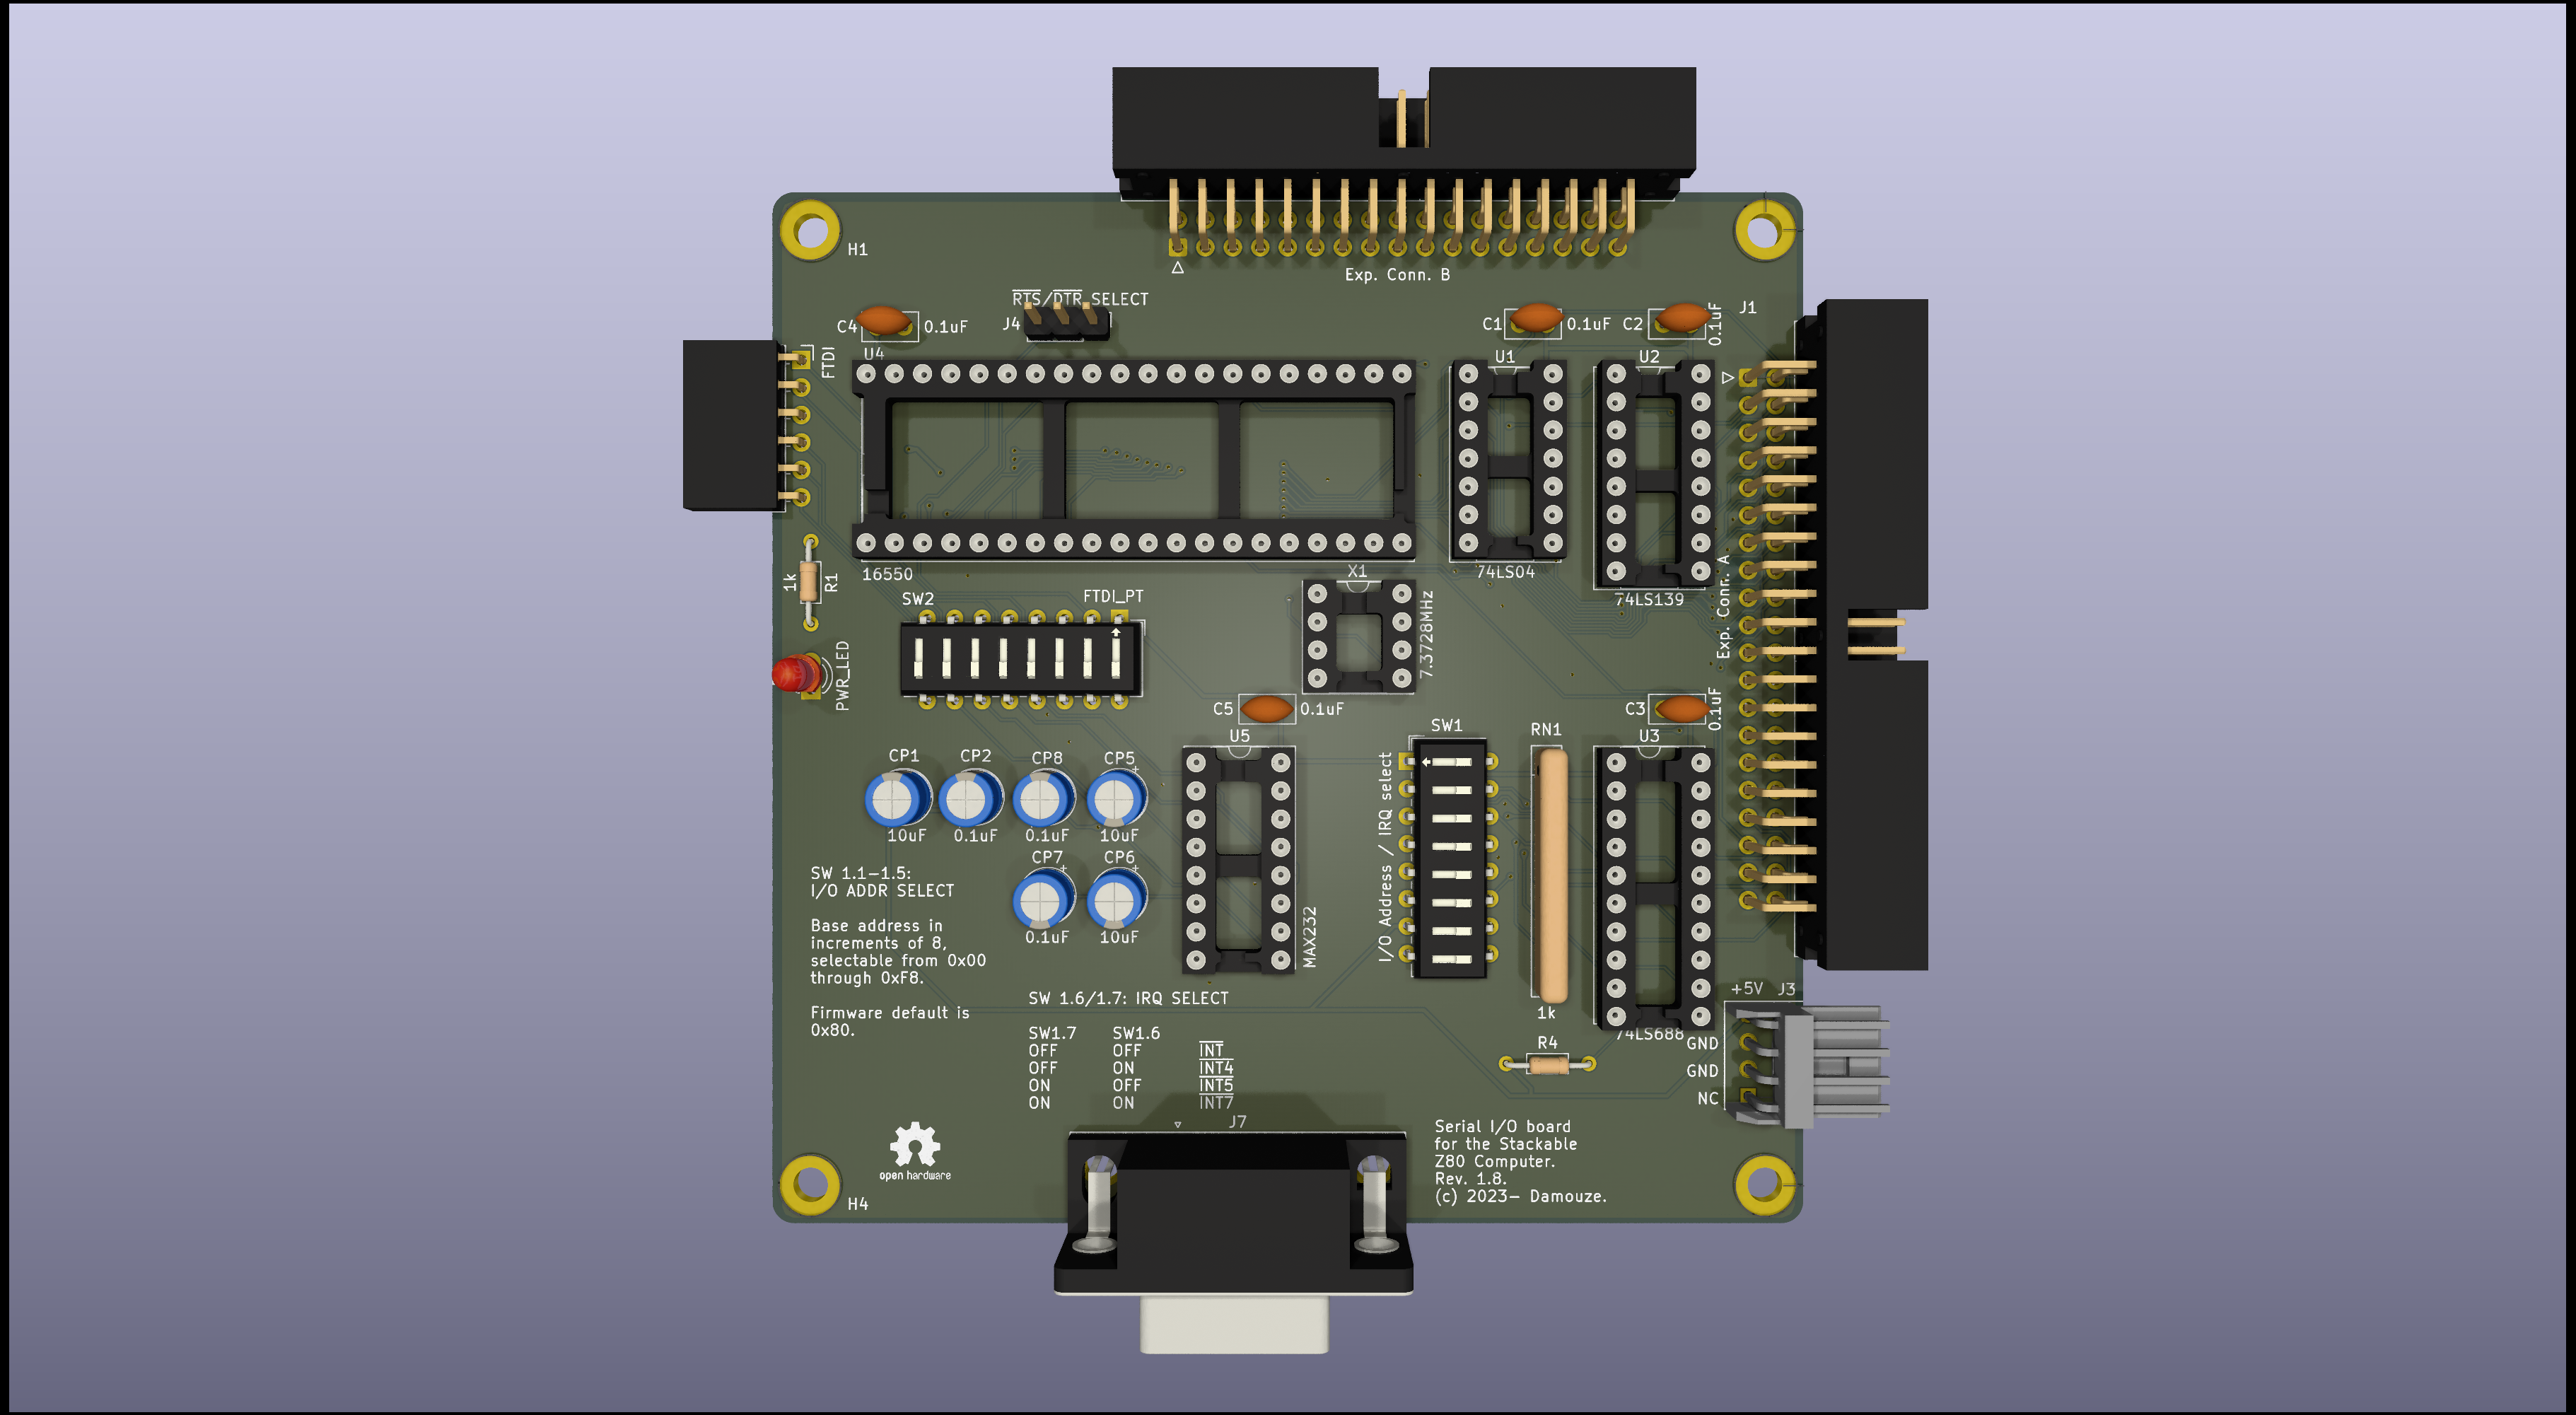 H1
Exp. Conn. B
RTS/DTR SELECT
J4
C4
0.1uF
C1
0.1uF
C2
0.1uF
J1
FTDI
U4
U1
U2
16550
74LS04
74LS139
Exp. Conn. A
1k
R1
SW2
FTDI_PT
X1
7.3728MHz
PWR_LED
C5
0.1uF
C3
0.1uF
U5
SW1
RN1
U3
CP1
CP2
CP8
CP5
10uF
0.1uF
0.1uF
10uF
CP7
CP6
0.1uF
10uF
MAX232
I/O Address / IRQ select
SW 1.1-1.5:
I/O ADDR SELECT
Base address in
increments of 8,
selectable from 0x00
through 0xF8.
Firmware default is
0x80.
SW 1.6/1.7: IRQ SELECT
SW1.7 SW1.6
OFF OFF INT
OFF ON INT4
ON OFF INT5
ON ON INT7
1k
74LS688
R4
+5V
J3
GND
GND
NC
J7
open hardware
H4
Serial I/O board
for the Stackable
Z80 Computer.
Rev. 1.8.
(c) 2023- Damouze.